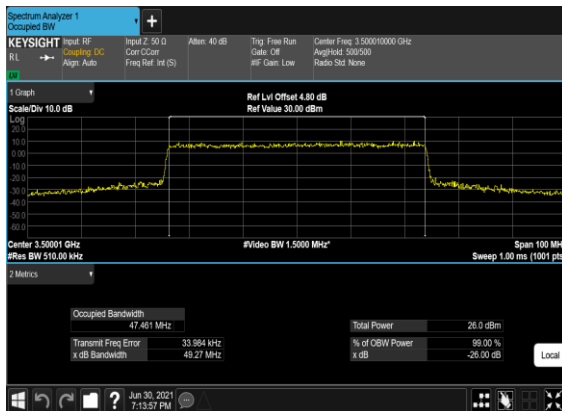 Spectrum Analyzer 1
Occupied BW
+
KEYSIGHT Input: RF Input Z: 50 Ω Atten: 40 dB Trig: Free Run Center Freq: 3.500010000 GHz
RL Coupling: DC Corr CCorr Gate: Off Avg|Hold: 500/500
Align: Auto Freq Ref: Int (S) #IF Gain: Low Radio Std: None
1 Graph
Ref Lvl Offset 4.80 dB
Scale/Div 10.0 dB Ref Value 30.00 dBm
Log
20.0
10.0
0.00
-10.0
-20.0
-30.0
-40.0
-50.0
-60.0
Center 3.50001 GHz #Video BW 1.5000 MHz* Span 100 MH
#Res BW 510.00 kHz Sweep 1.00 ms (1001 pts
2 Metrics
Occupied Bandwidth
47.461 MHz Total Power 26.0 dBm
Transmit Freq Error 33.984 kHz % of OBW Power 99.00 %
x dB Bandwidth 49.27 MHz x dB -26.00 dB
Local
?
Jun 30, 2021
7:13:57 PM